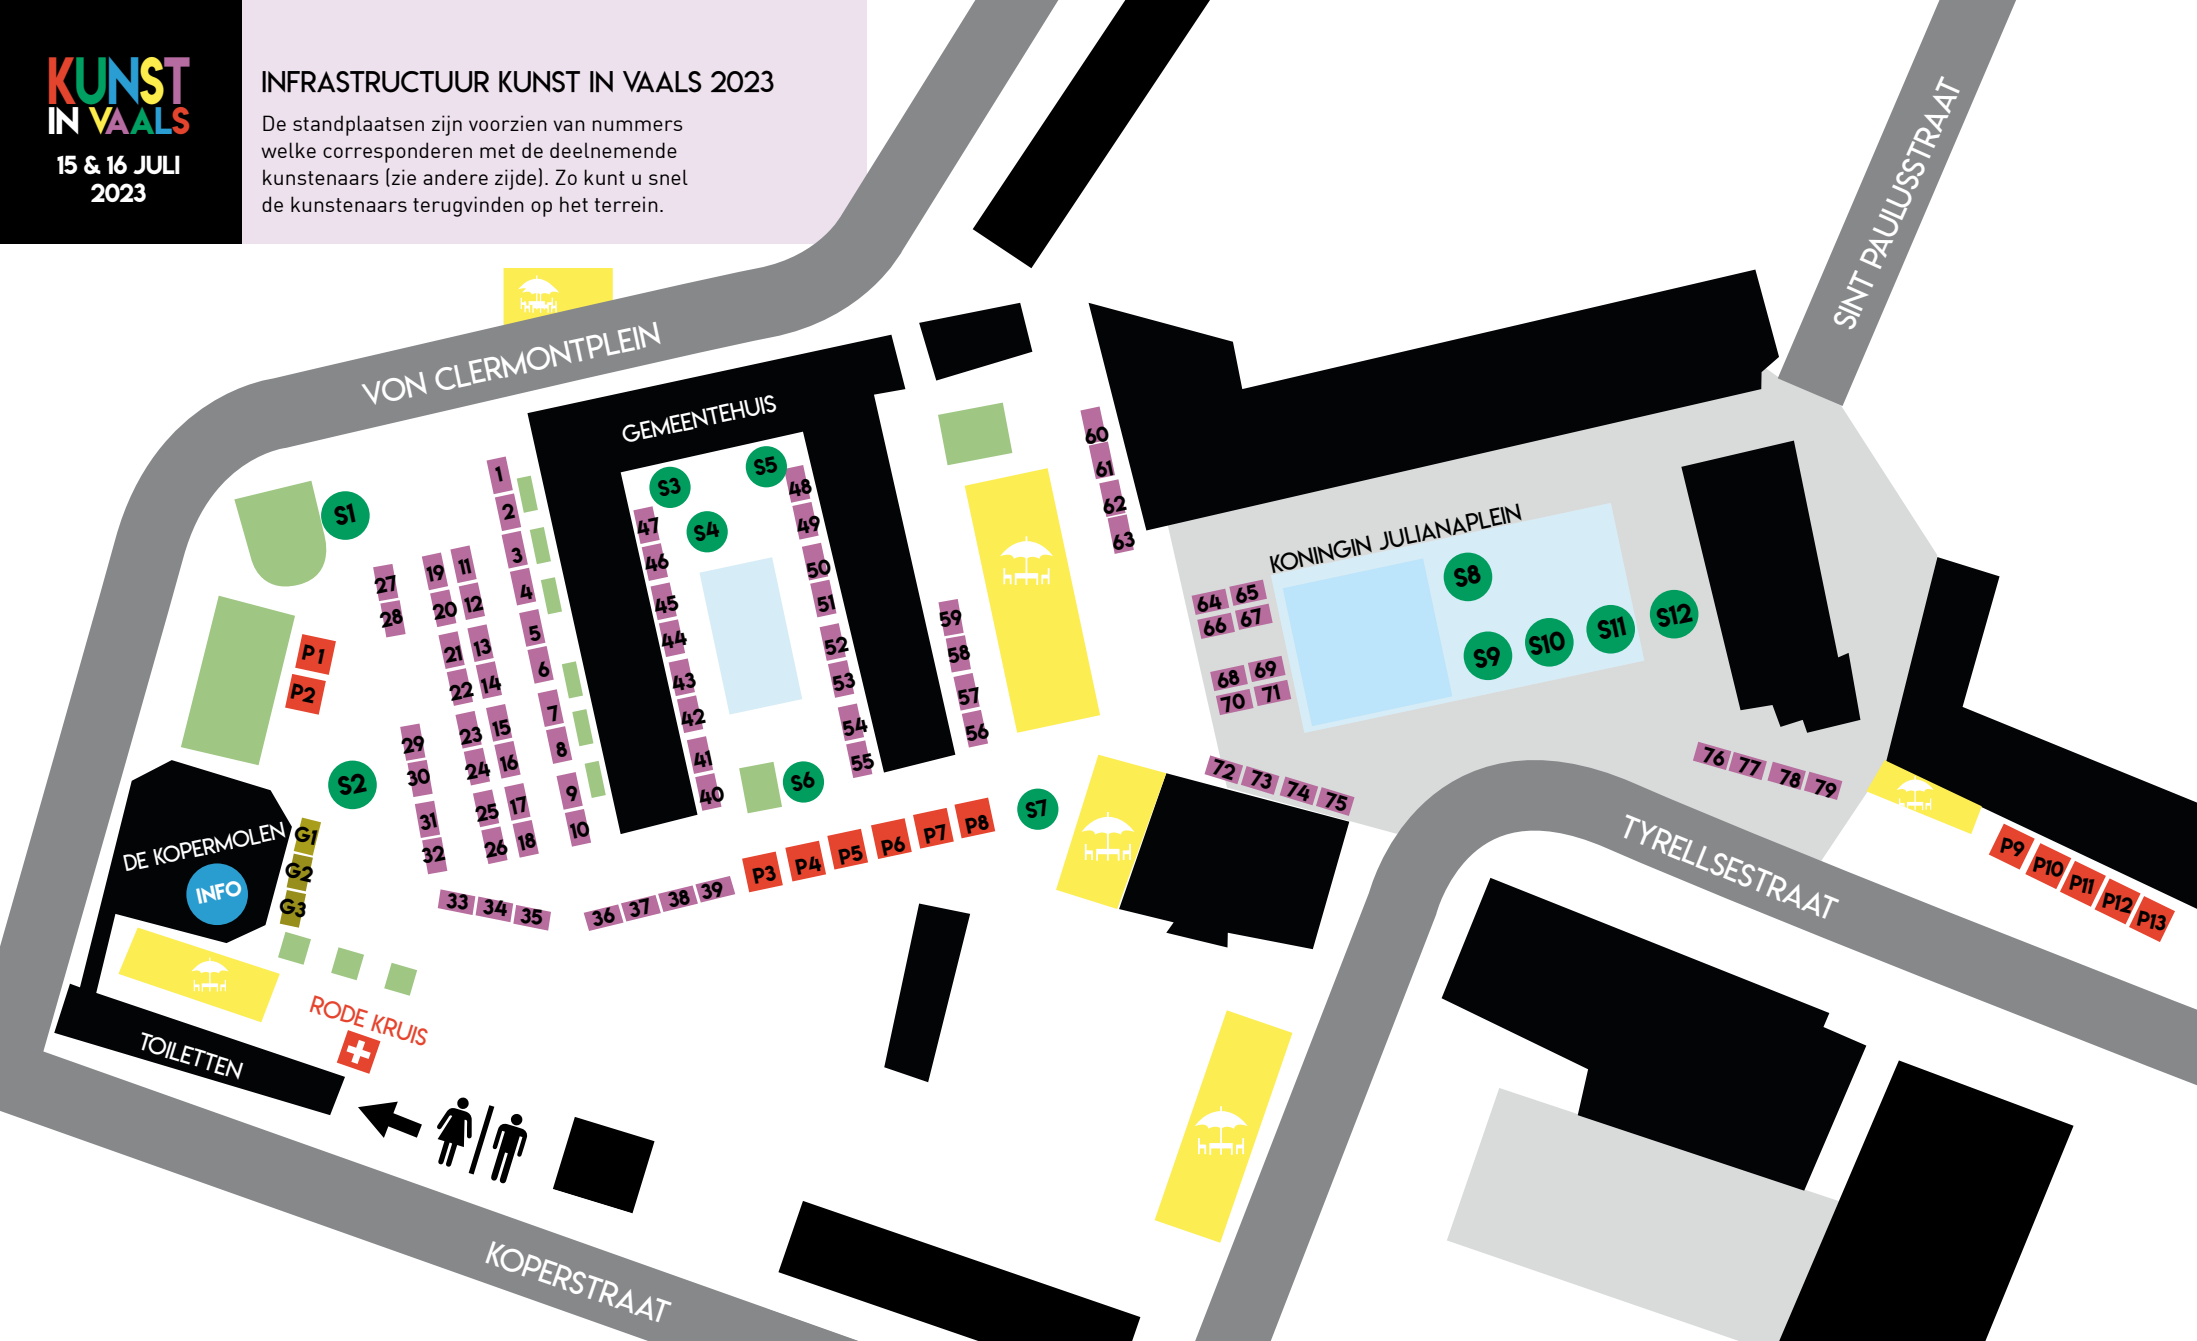 KUNST
IN VAALS
15 & 16 JULI
2023
INFRASTRUCTUUR KUNST IN VAALS 2023
De standplaatsen zijn voorzien van nummers
welke corresponderen met de deelnemende
kunstenaars (zie andere zijde). Zo kunt u snel
de kunstenaars terugvinden op het terrein.
SINT PAULUSSTRAAT
VON CLERMONTPLEIN
GEMEENTEHUIS
KONINGIN JULIANAPLEIN
TYRELLSESTRAAT
KOPERSTRAAT
DE KOPERMOLEN
INFO
TOILETTEN
RODE KRUIS
S1
S2
S3
S4
S5
S6
S7
S8
S9
S10
S11
S12
P1
P2
P3
P4
P5
P6
P7
P8
P9
P10
P11
P12
P13
G1
G2
G3
1
2
3
4
5
6
7
8
9
10
11
12
13
14
15
16
17
18
19
20
21
22
23
24
25
26
27
28
29
30
31
32
33
34
35
36
37
38
39
40
41
42
43
44
45
46
47
48
49
50
51
52
53
54
55
56
57
58
59
60
61
62
63
64
65
66
67
68
69
70
71
72
73
74
75
76
77
78
79